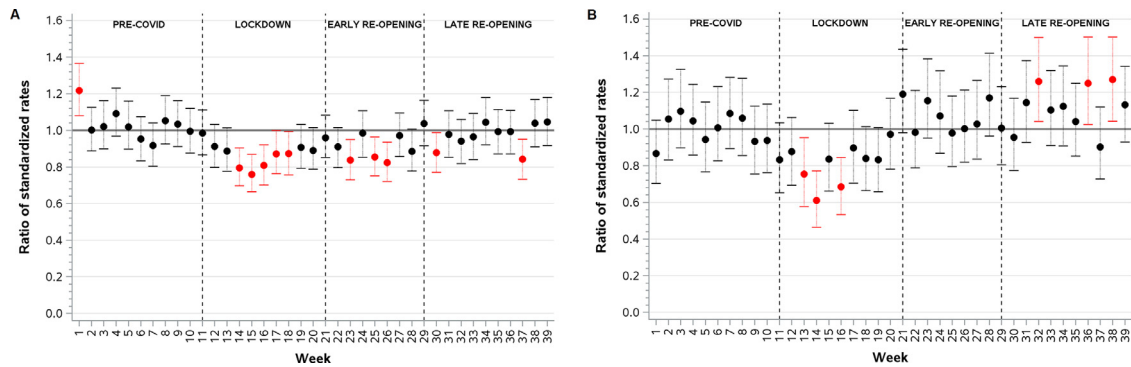 A
PRE-COVID LOCKDOWN EARLY RE-OPENING LATE RE-OPENING
Ratio of standardized rates
1.6
1.4
1.2
1.0
0.8
0.6
0.4
0.2
0.0
1 2 3 4 5 6 7 8 9 10 11 12 13 14 15 16 17 18 19 20 21 22 23 24 25 26 27 28 29 30 31 32 33 34 35 36 37 38 39
Week
B
PRE-COVID LOCKDOWN EARLY RE-OPENING LATE RE-OPENING
Ratio of standardized rates
1.6
1.4
1.2
1.0
0.8
0.6
0.4
0.2
0.0
1 2 3 4 5 6 7 8 9 10 11 12 13 14 15 16 17 18 19 20 21 22 23 24 25 26 27 28 29 30 31 32 33 34 35 36 37 38 39
Week